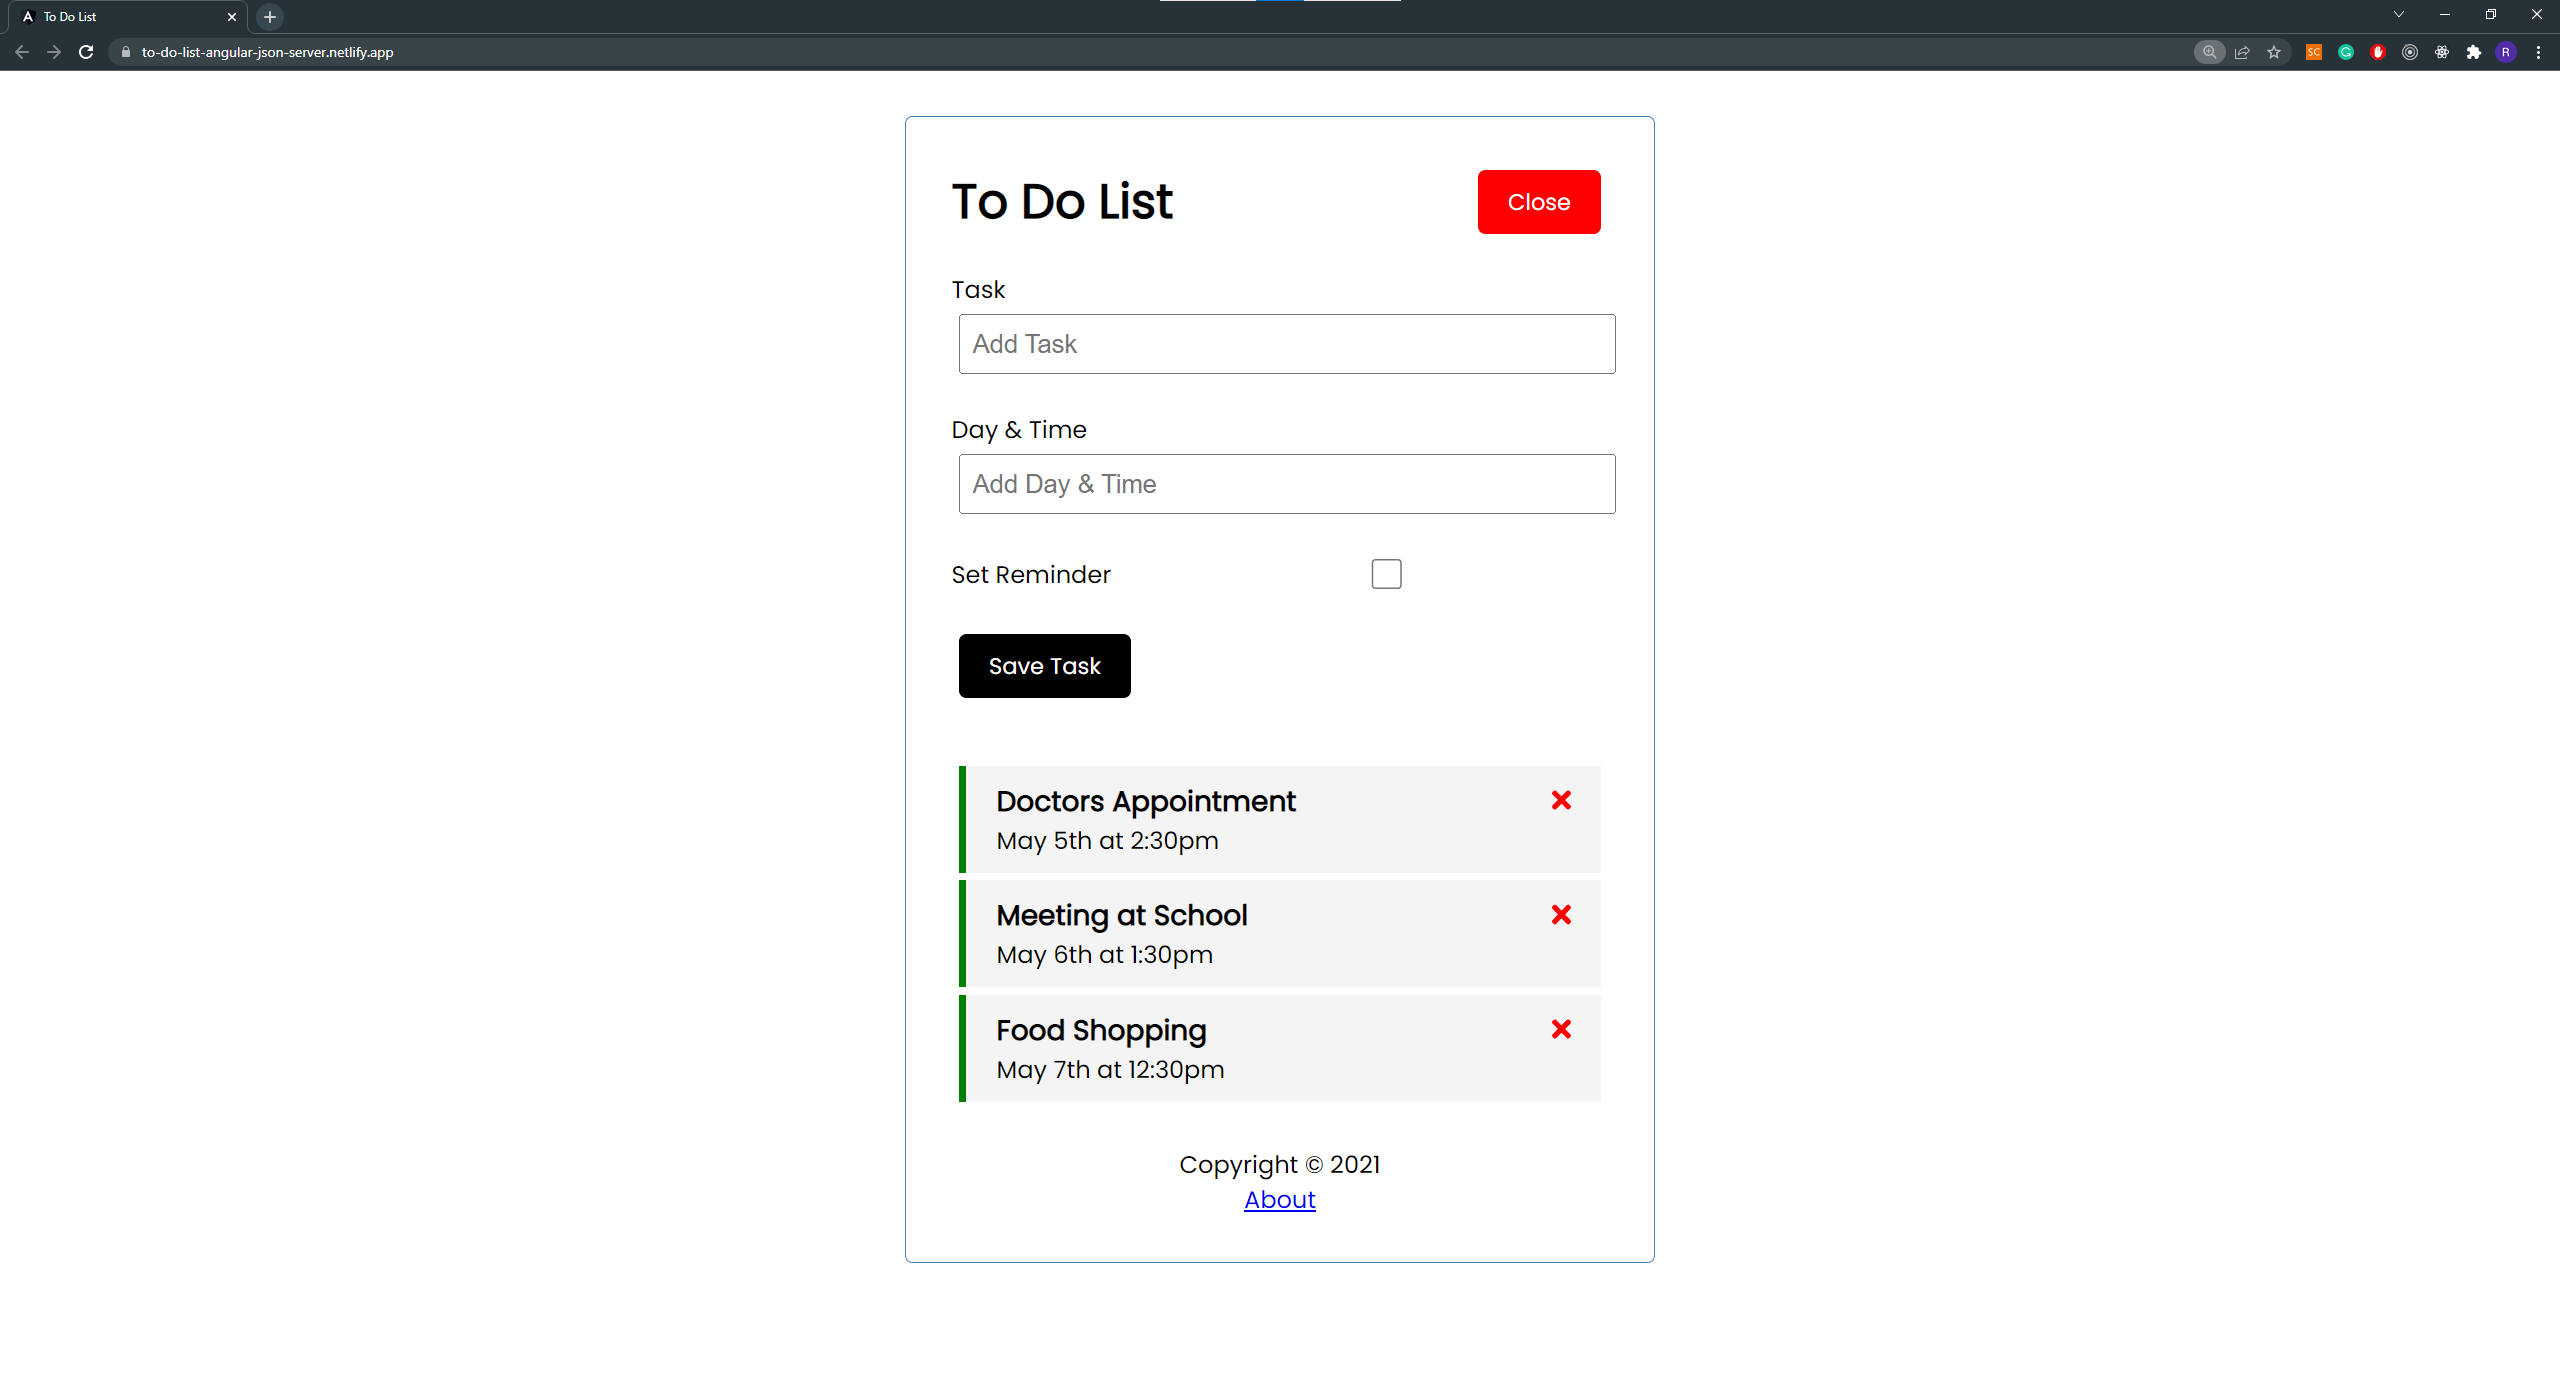 To Do List
to-do-list-angular-json-server.netlify.app
SC
R
To Do List
Close
Task
Add Task
Day & Time
Add Day & Time
Set Reminder
Save Task
Doctors Appointment
May 5th at 2:30pm
Meeting at School
May 6th at 1:30pm
Food Shopping
May 7th at 12:30pm
Copyright © 2021
About